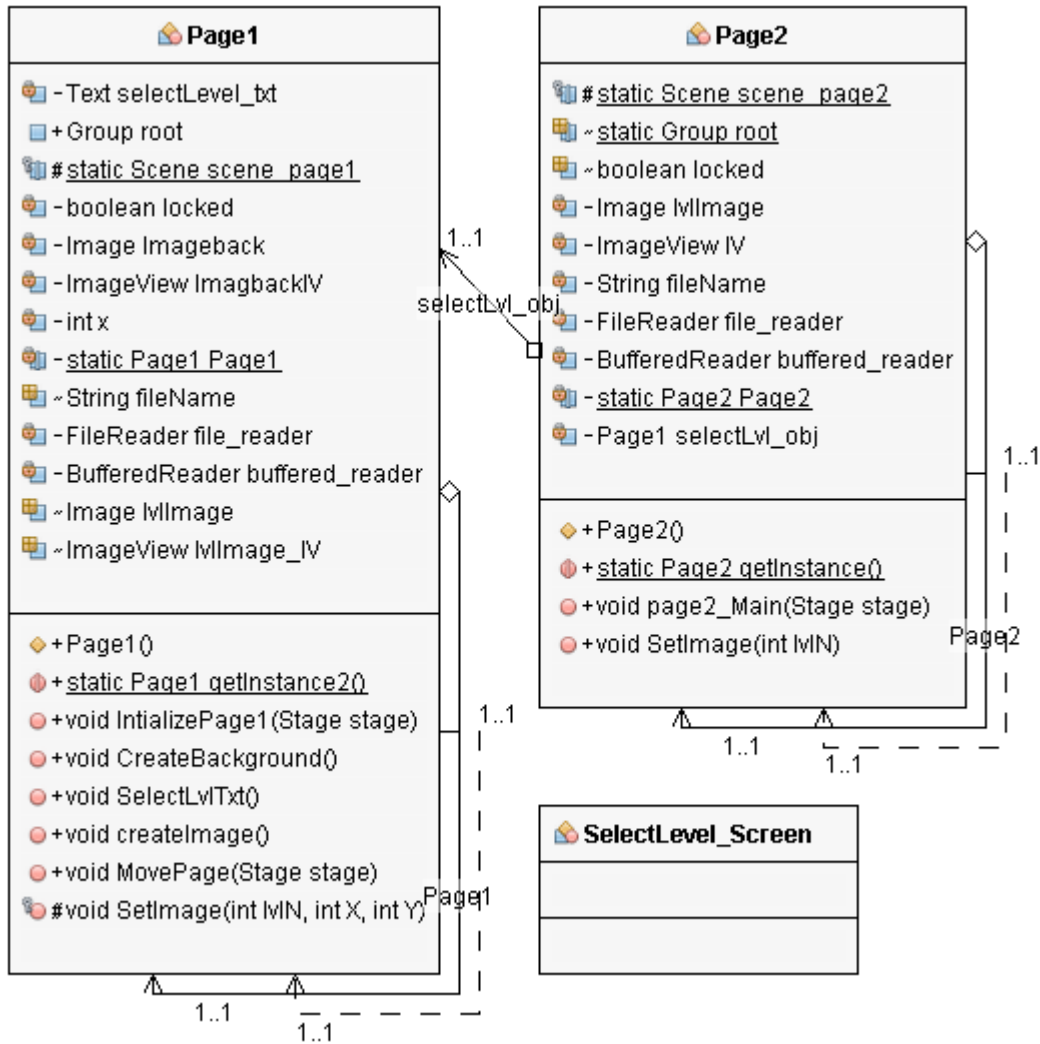 Page1
-Text selectLevel_txt
+Group root
#static Scene scene_page1
-boolean locked
-Image Imageback
-ImageView ImagbackIV
-int x
-static Page1 Page1
~String fileName
-FileReader file_reader
-BufferedReader buffered_reader
~Image lvlImage
~ImageView lvlImage_IV
+Page1()
+static Page1 getInstance2()
+void IntializePage1(Stage stage)
+void CreateBackground()
+void SelectLvlTxt()
+void createImage()
+void MovePage(Stage stage)
#void SetImage(int lvlN, int X, int Y)
Page1
1..1
1..1
1..1
1..1
selectLvl_obj
Page2
#static Scene scene_page2
~static Group root
~boolean locked
-Image lvlImage
-ImageView IV
-String fileName
-FileReader file_reader
-BufferedReader buffered_reader
-static Page2 Page2
-Page1 selectLvl_obj
+Page2()
+static Page2 getInstance()
+void page2_Main(Stage stage)
+void SetImage(int lvlN)
1..1
Page2
1..1
1..1
SelectLevel_Screen